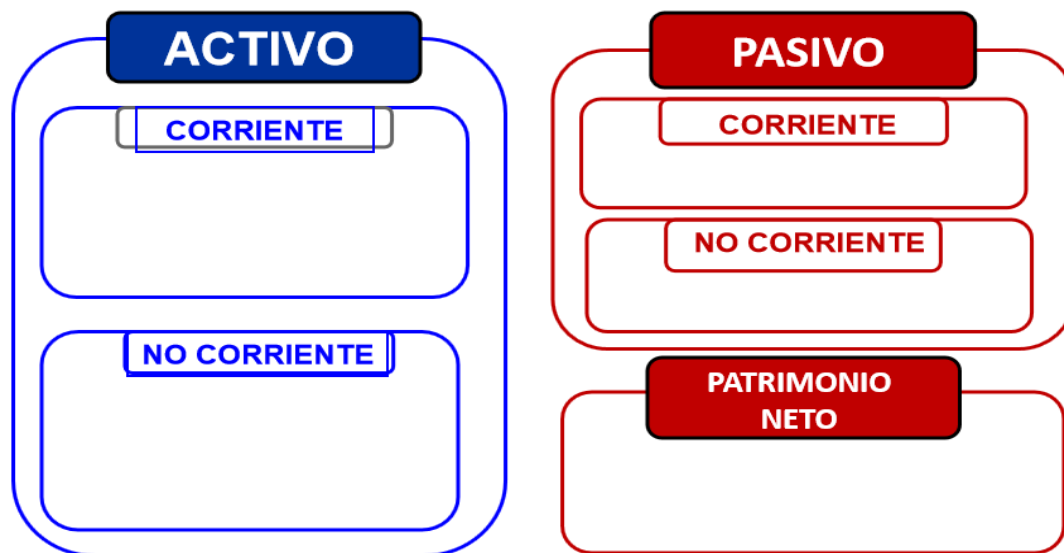 ACTIVO
CORRIENTE
NO CORRIENTE
PASIVO
CORRIENTE
NO CORRIENTE
PATRIMONIO
NETO